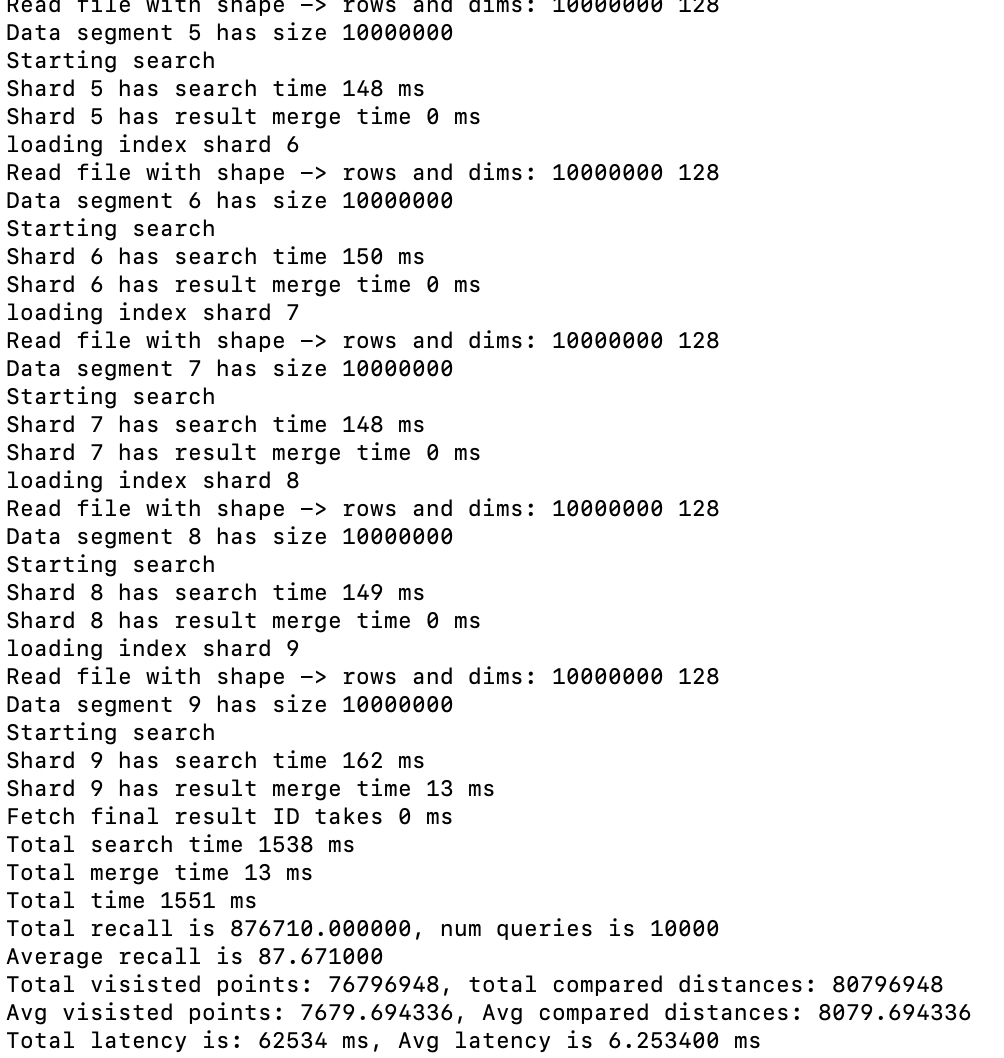 Read file with shape -> rows and dims: 10000000 128
Data segment 5 has size 10000000
Starting search
Shard 5 has search time 148 ms
Shard 5 has result merge time 0 ms
loading index shard 6
Read file with shape -> rows and dims: 10000000 128
Data segment 6 has size 10000000
Starting search
Shard 6 has search time 150 ms
Shard 6 has result merge time 0 ms
loading index shard 7
Read file with shape -> rows and dims: 10000000 128
Data segment 7 has size 10000000
Starting search
Shard 7 has search time 148 ms
Shard 7 has result merge time 0 ms
loading index shard 8
Read file with shape -> rows and dims: 10000000 128
Data segment 8 has size 10000000
Starting search
Shard 8 has search time 149 ms
Shard 8 has result merge time 0 ms
loading index shard 9
Read file with shape -> rows and dims: 10000000 128
Data segment 9 has size 10000000
Starting search
Shard 9 has search time 162 ms
Shard 9 has result merge time 13 ms
Fetch final result ID takes 0 ms
Total search time 1538 ms
Total merge time 13 ms
Total time 1551 ms
Total recall is 876710.000000, num queries is 10000
Average recall is 87.671000
Total visisted points: 76796948, total compared distances: 80796948
Avg visisted points: 7679.694336, Avg compared distances: 8079.694336
Total latency is: 62534 ms, Avg latency is 6.253400 ms